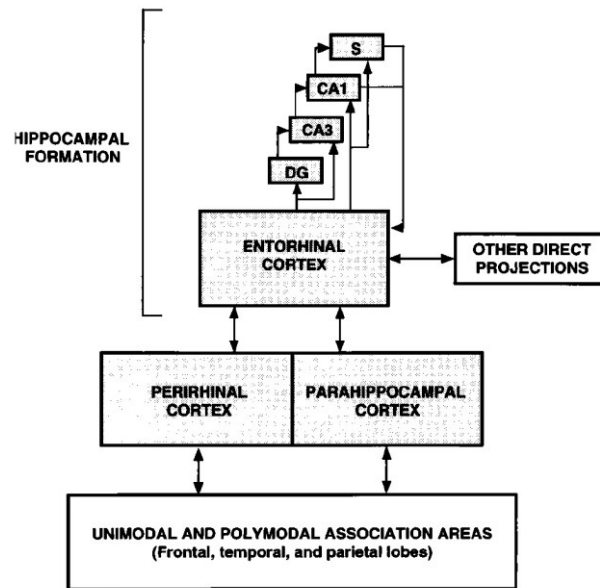 S
CA1
HIPPOCAMPAL
FORMATION
CA3
DG
ENTORHINAL
CORTEX
OTHER DIRECT
PROJECTIONS
PERIRHINAL
CORTEX
PARAHIPPOCAMPAL
CORTEX
UNIMODAL AND POLYMODAL ASSOCIATION AREAS
(Frontal, temporal, and parietal lobes)